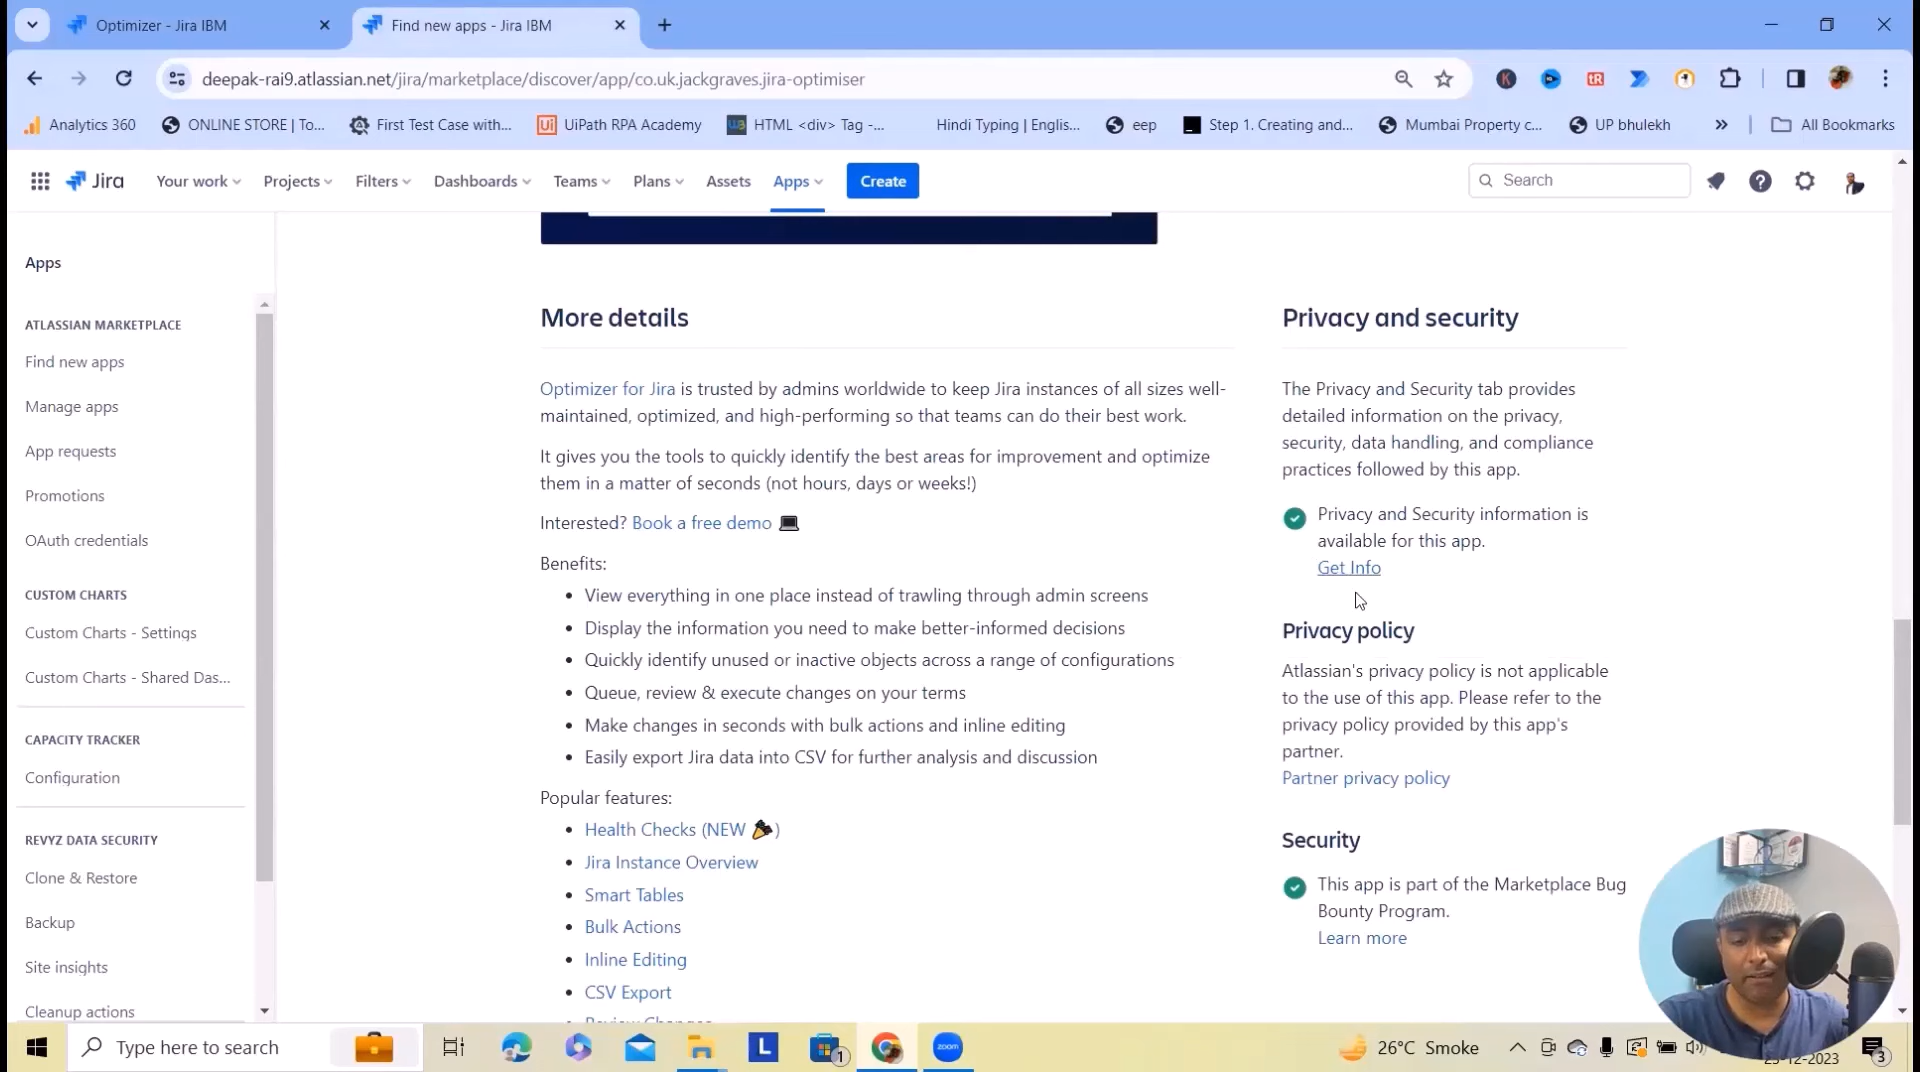 Optimizer - Jira IBM
Find new apps - Jira IBM
deepak-rai9.atlassian.net/jira/marketplace/discover/app/co.uk.jackgraves.jira-optimiser
K
tR
Analytics 360
ONLINE STORE | To...
First Test Case with...
Ui UiPath RPA Academy
HTML <div> Tag -...
Hindi Typing | Englis...
eep
Step 1. Creating and...
Mumbai Property c...
UP bhulekh
»
All Bookmarks
Jira
Your work
Projects
Filters
Dashboards
Teams
Plans
Assets
Apps
Create
Search
Apps
ATLASSIAN MARKETPLACE
Find new apps
Manage apps
App requests
Promotions
OAuth credentials
CUSTOM CHARTS
Custom Charts - Settings
Custom Charts - Shared Das...
CAPACITY TRACKER
Configuration
REVYZ DATA SECURITY
Clone & Restore
Backup
Site insights
Cleanup actions
More details
Optimizer for Jira is trusted by admins worldwide to keep Jira instances of all sizes well-
maintained, optimized, and high-performing so that teams can do their best work.
It gives you the tools to quickly identify the best areas for improvement and optimize
them in a matter of seconds (not hours, days or weeks!)
Interested? Book a free demo 💻
Benefits:
• View everything in one place instead of trawling through admin screens
• Display the information you need to make better-informed decisions
• Quickly identify unused or inactive objects across a range of configurations
• Queue, review & execute changes on your terms
• Make changes in seconds with bulk actions and inline editing
• Easily export Jira data into CSV for further analysis and discussion
Popular features:
• Health Checks (NEW 🎉)
• Jira Instance Overview
• Smart Tables
• Bulk Actions
• Inline Editing
• CSV Export
Review Changes
Privacy and security
The Privacy and Security tab provides
detailed information on the privacy,
security, data handling, and compliance
practices followed by this app.
Privacy and Security information is
available for this app.
Get Info
Privacy policy
Atlassian's privacy policy is not applicable
to the use of this app. Please refer to the
privacy policy provided by this app's
partner.
Partner privacy policy
Security
This app is part of the Marketplace Bug
Bounty Program.
Learn more
Type here to search
L
1
zoom
26°C Smoke
23-12-2023
3